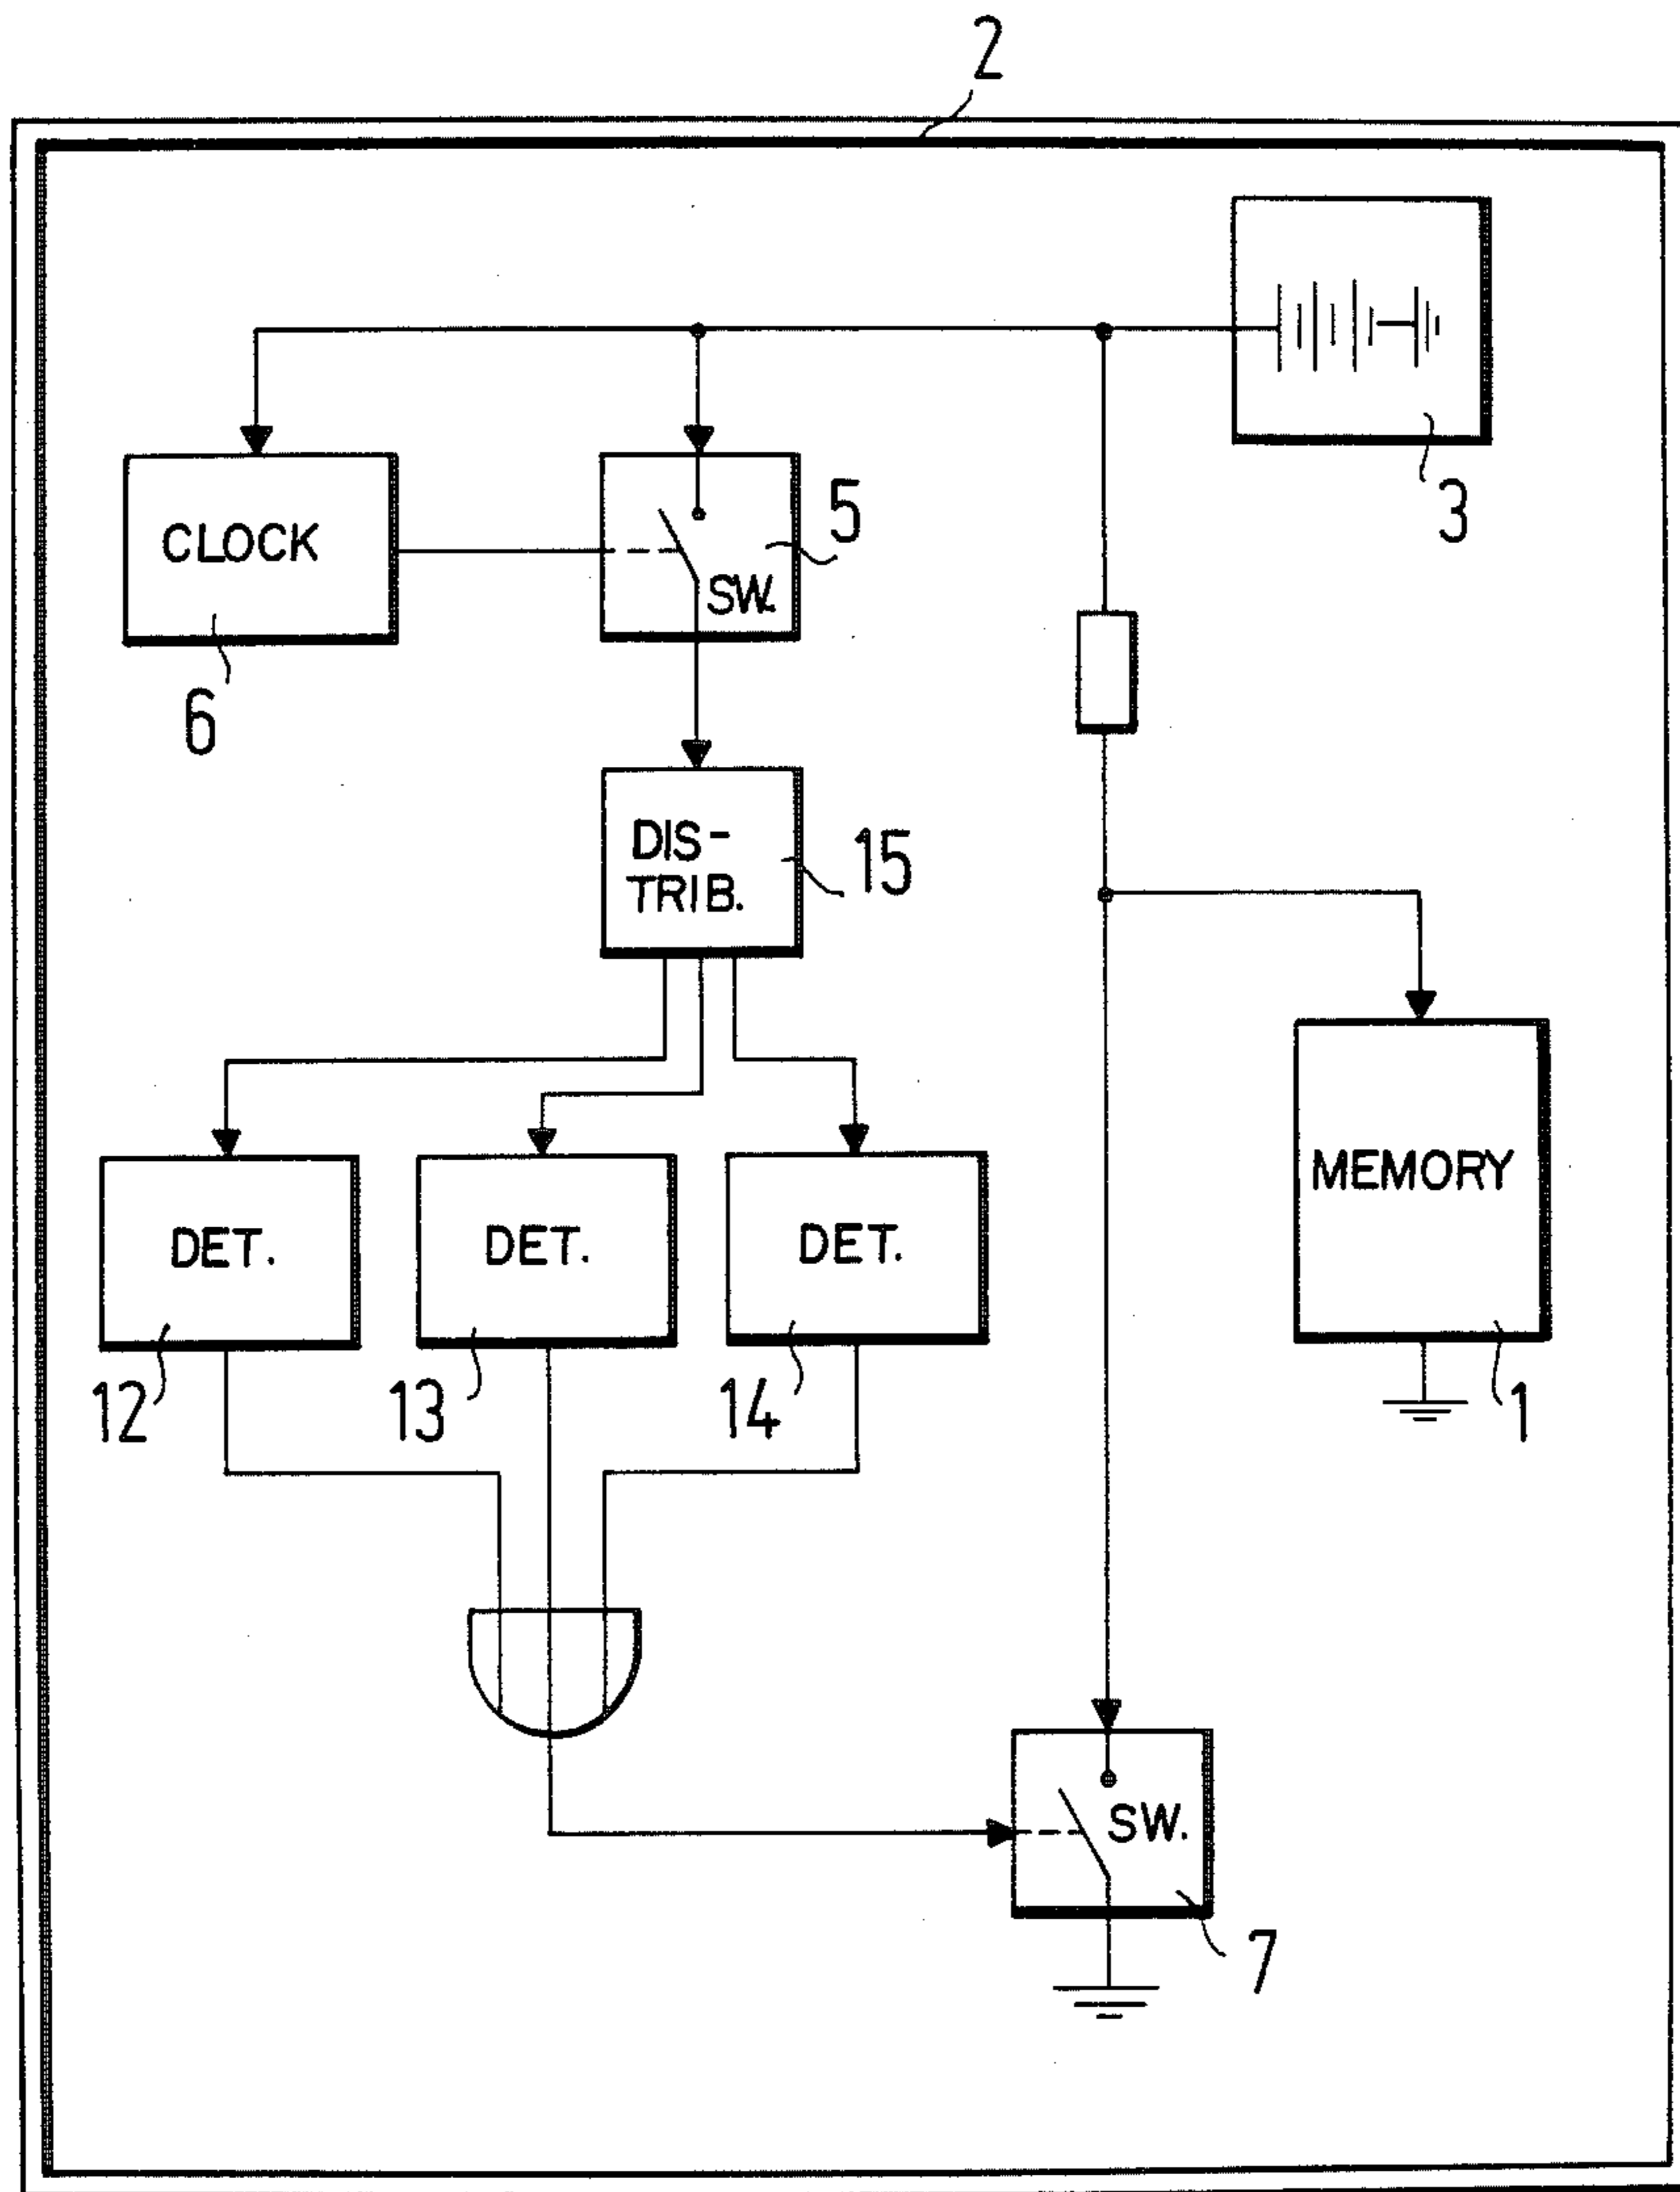 2
3
CLOCK
5
SW.
6
DIS-
TRIB.
15
MEMORY
DET.
DET.
DET.
12
13
14
1
SW.
7